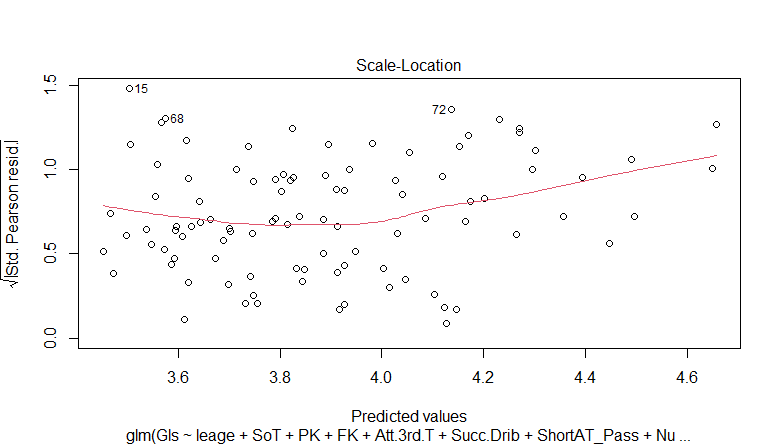 Scale-Location
√|Std. Pearson resid.|
1.5
1.0
0.5
0.0
15
68
72
3.6 3.8 4.0 4.2 4.4 4.6
Predicted values
glm(Gls ~ leage + SoT + PK + FK + Att.3rd.T + Succ.Drib + ShortAT_Pass + Nu ...